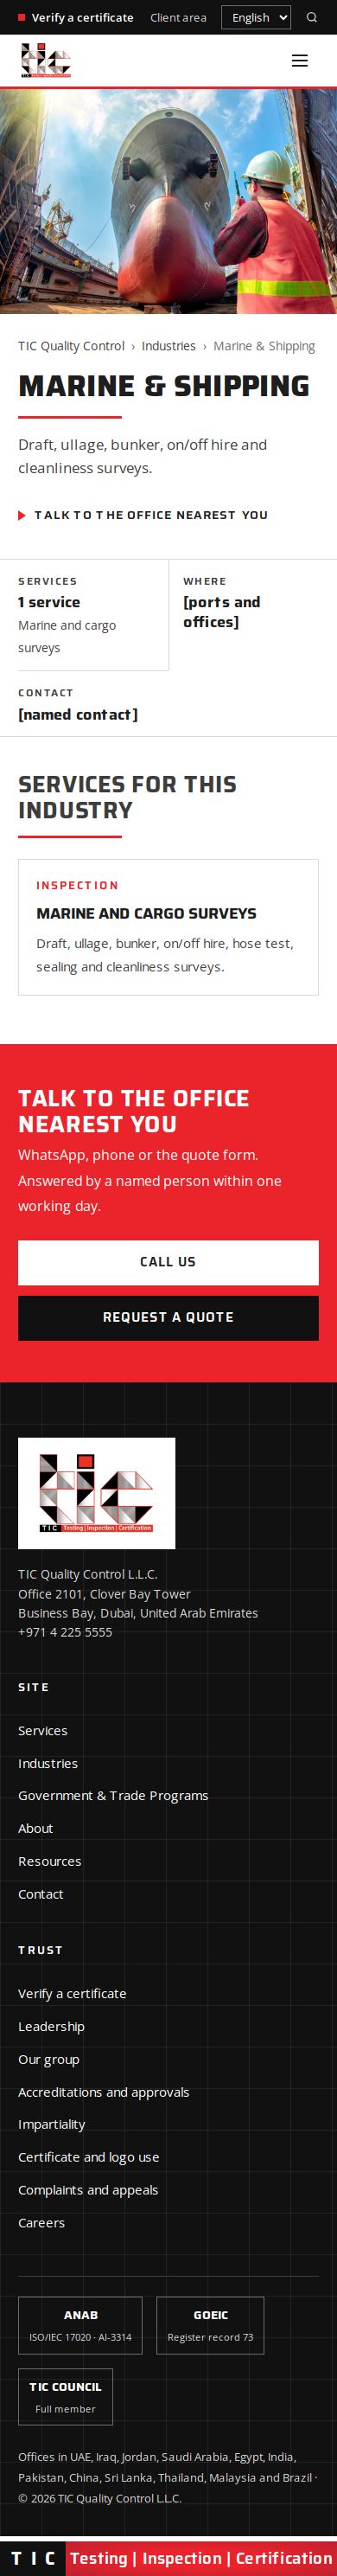 Verify a certificate Client area English
tic
TIC Testing | Inspection | Certification
TIC Quality Control › Industries › Marine & Shipping
MARINE & SHIPPING
Draft, ullage, bunker, on/off hire and
cleanliness surveys.
TALK TO THE OFFICE NEAREST YOU
SERVICES
1 service
Marine and cargo
surveys
WHERE
[ports and
offices]
CONTACT
[named contact]
SERVICES FOR THIS
INDUSTRY
INSPECTION
MARINE AND CARGO SURVEYS
Draft, ullage, bunker, on/off hire, hose test,
sealing and cleanliness surveys.
TALK TO THE OFFICE
NEAREST YOU
WhatsApp, phone or the quote form.
Answered by a named person within one
working day.
CALL US
REQUEST A QUOTE
tic
TIC Testing | Inspection | Certification
TIC Quality Control L.L.C.
Office 2101, Clover Bay Tower
Business Bay, Dubai, United Arab Emirates
+971 4 225 5555
SITE
Services
Industries
Government & Trade Programs
About
Resources
Contact
TRUST
Verify a certificate
Leadership
Our group
Accreditations and approvals
Impartiality
Certificate and logo use
Complaints and appeals
Careers
ANAB
ISO/IEC 17020 · AI-3314
GOEIC
Register record 73
TIC COUNCIL
Full member
Offices in UAE, Iraq, Jordan, Saudi Arabia, Egypt, India,
Pakistan, China, Sri Lanka, Thailand, Malaysia and Brazil ·
© 2026 TIC Quality Control L.L.C.
TIC Testing | Inspection | Certification